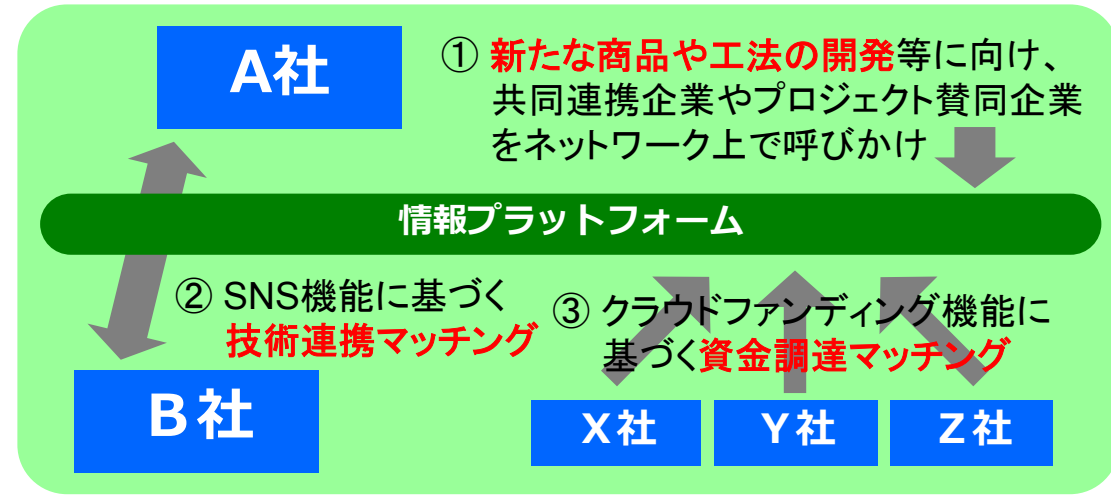 A社
① 新たな商品や工法の開発等に向け、
共同連携企業やプロジェクト賛同企業
をネットワーク上で呼びかけ
情報プラットフォーム
② SNS機能に基づく
技術連携マッチング
③ クラウドファンディング機能に
基づく資金調達マッチング
B社
X社
Y社
Z社